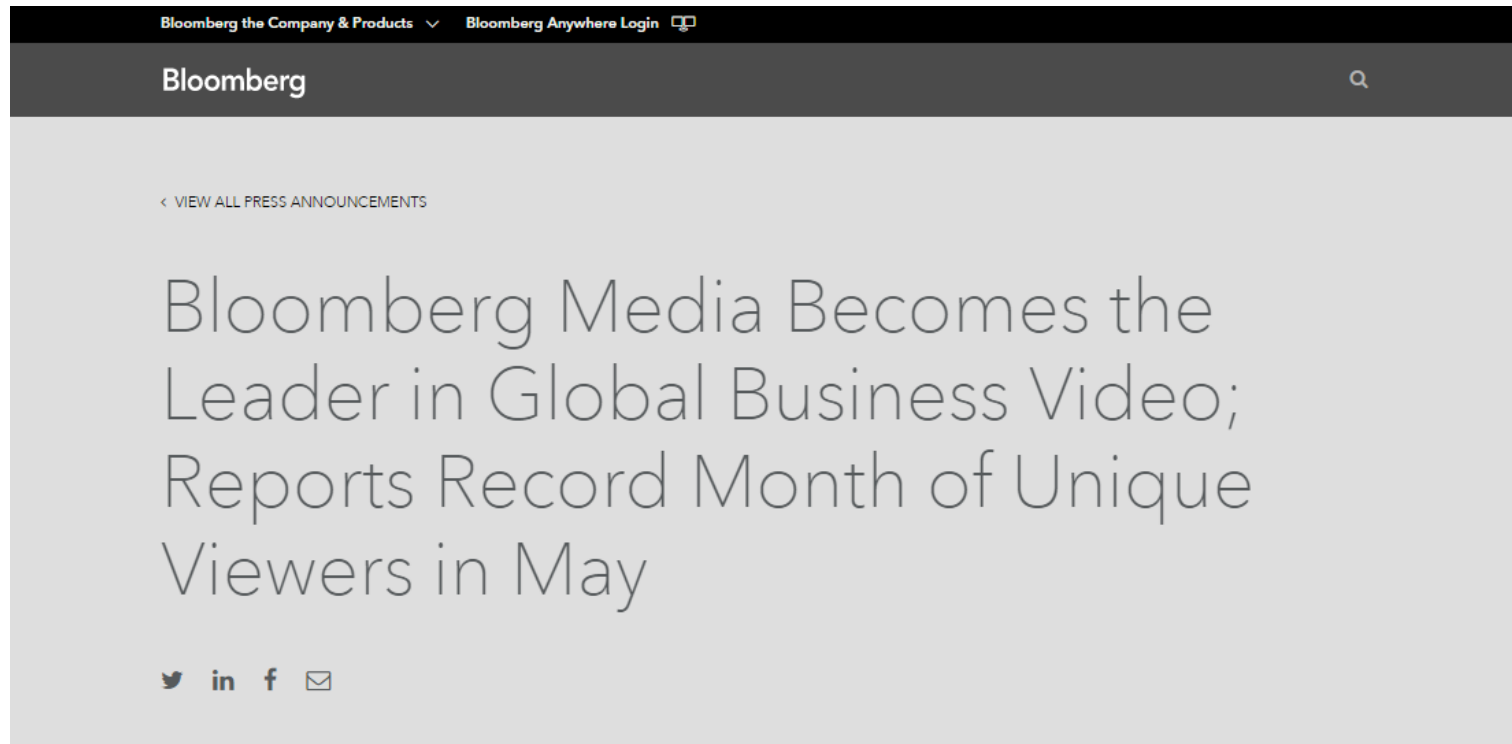 Bloomberg the Company & Products Bloomberg Anywhere Login
Bloomberg
< VIEW ALL PRESS ANNOUNCEMENTS
Bloomberg Media Becomes the
Leader in Global Business Video;
Reports Record Month of Unique
Viewers in May